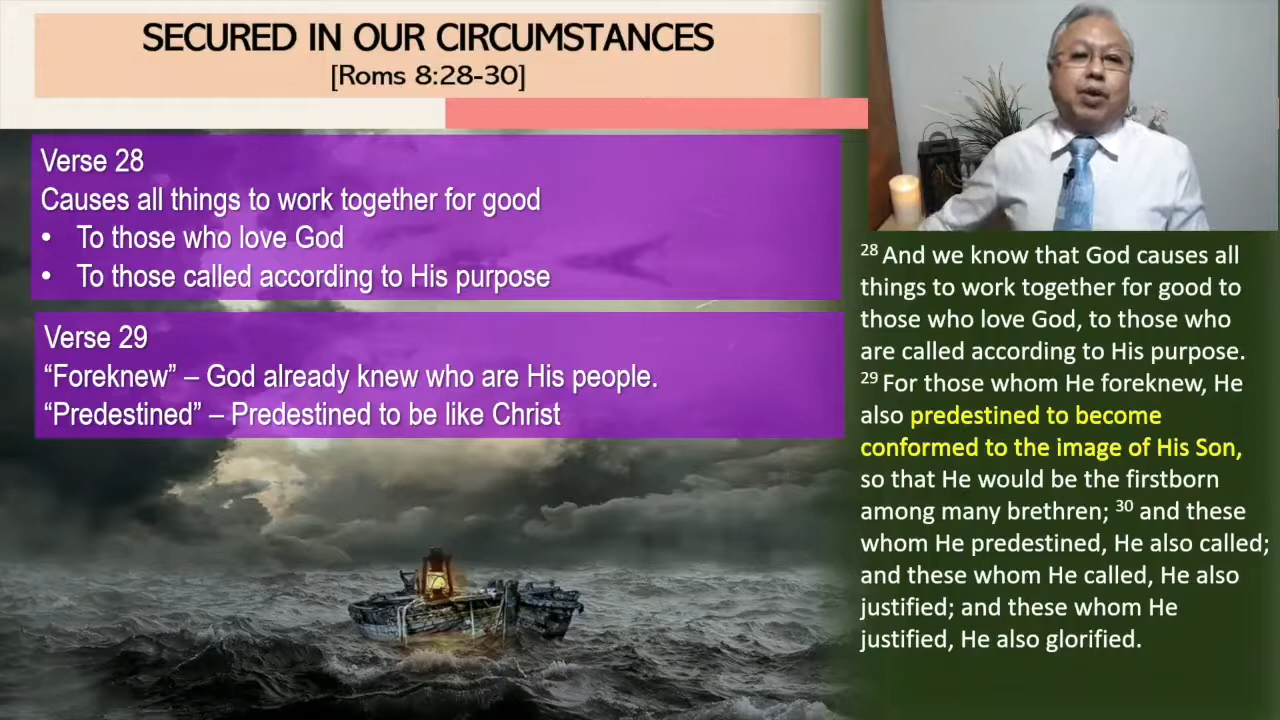 SECURED IN OUR CIRCUMSTANCES
[Roms 8:28-30]
Verse 28
Causes all things to work together for good
• To those who love God
• To those called according to His purpose
Verse 29
“Foreknew” – God already knew who are His people.
“Predestined” – Predestined to be like Christ
28 And we know that God causes all
things to work together for good to
those who love God, to those who
are called according to His purpose.
29 For those whom He foreknew, He
also predestined to become
conformed to the image of His Son,
so that He would be the firstborn
among many brethren; 30 and these
whom He predestined, He also called;
and these whom He called, He also
justified; and these whom He
justified, He also glorified.